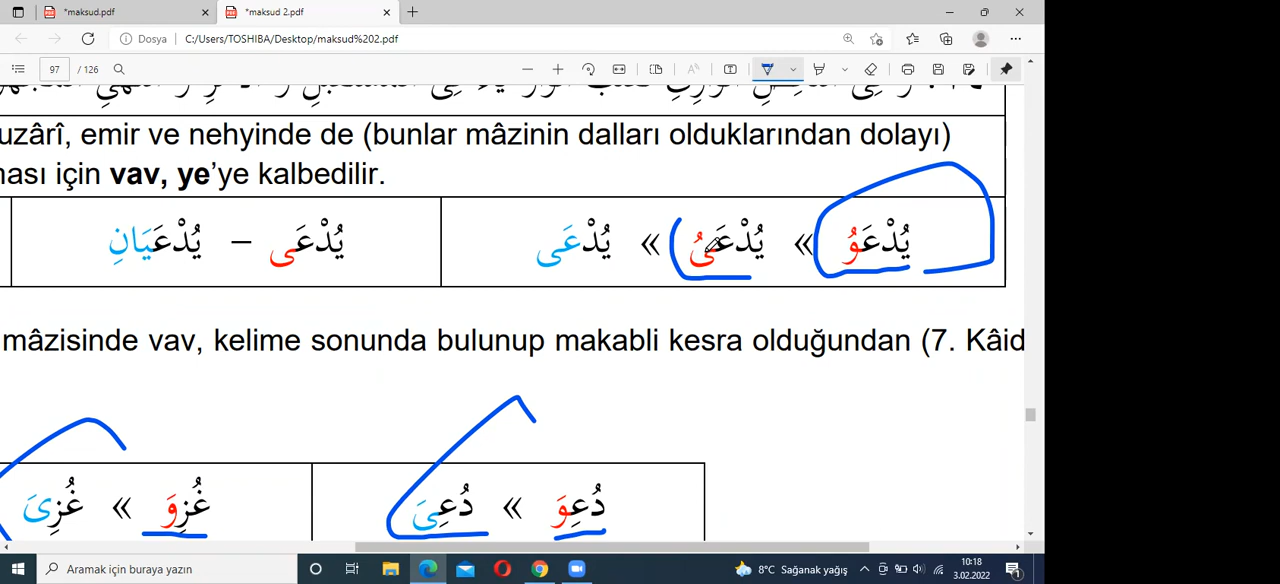 *maksud.pdf
*maksud 2.pdf
Dosya
C:/Users/TOSHIBA/Desktop/maksud%202.pdf
97 / 126
uzârî, emir ve nehyinde de (bunlar mâzinin dalları olduklarından dolayı)
ması için vav, ye’ye kalbedilir.
يُدْعَوُ » يُدْعَىُ » يُدْعَى
يُدْعَى – يُدْعَيَانِ
mâzisinde vav, kelime sonunda bulunup makabli kesra olduğundan (7. Kâid
دُعِوَ » دُعِىَ
غُزِوَ » غُزِىَ
Aramak için buraya yazın
8°C Sağanak yağış
10:18
3.02.2022
1